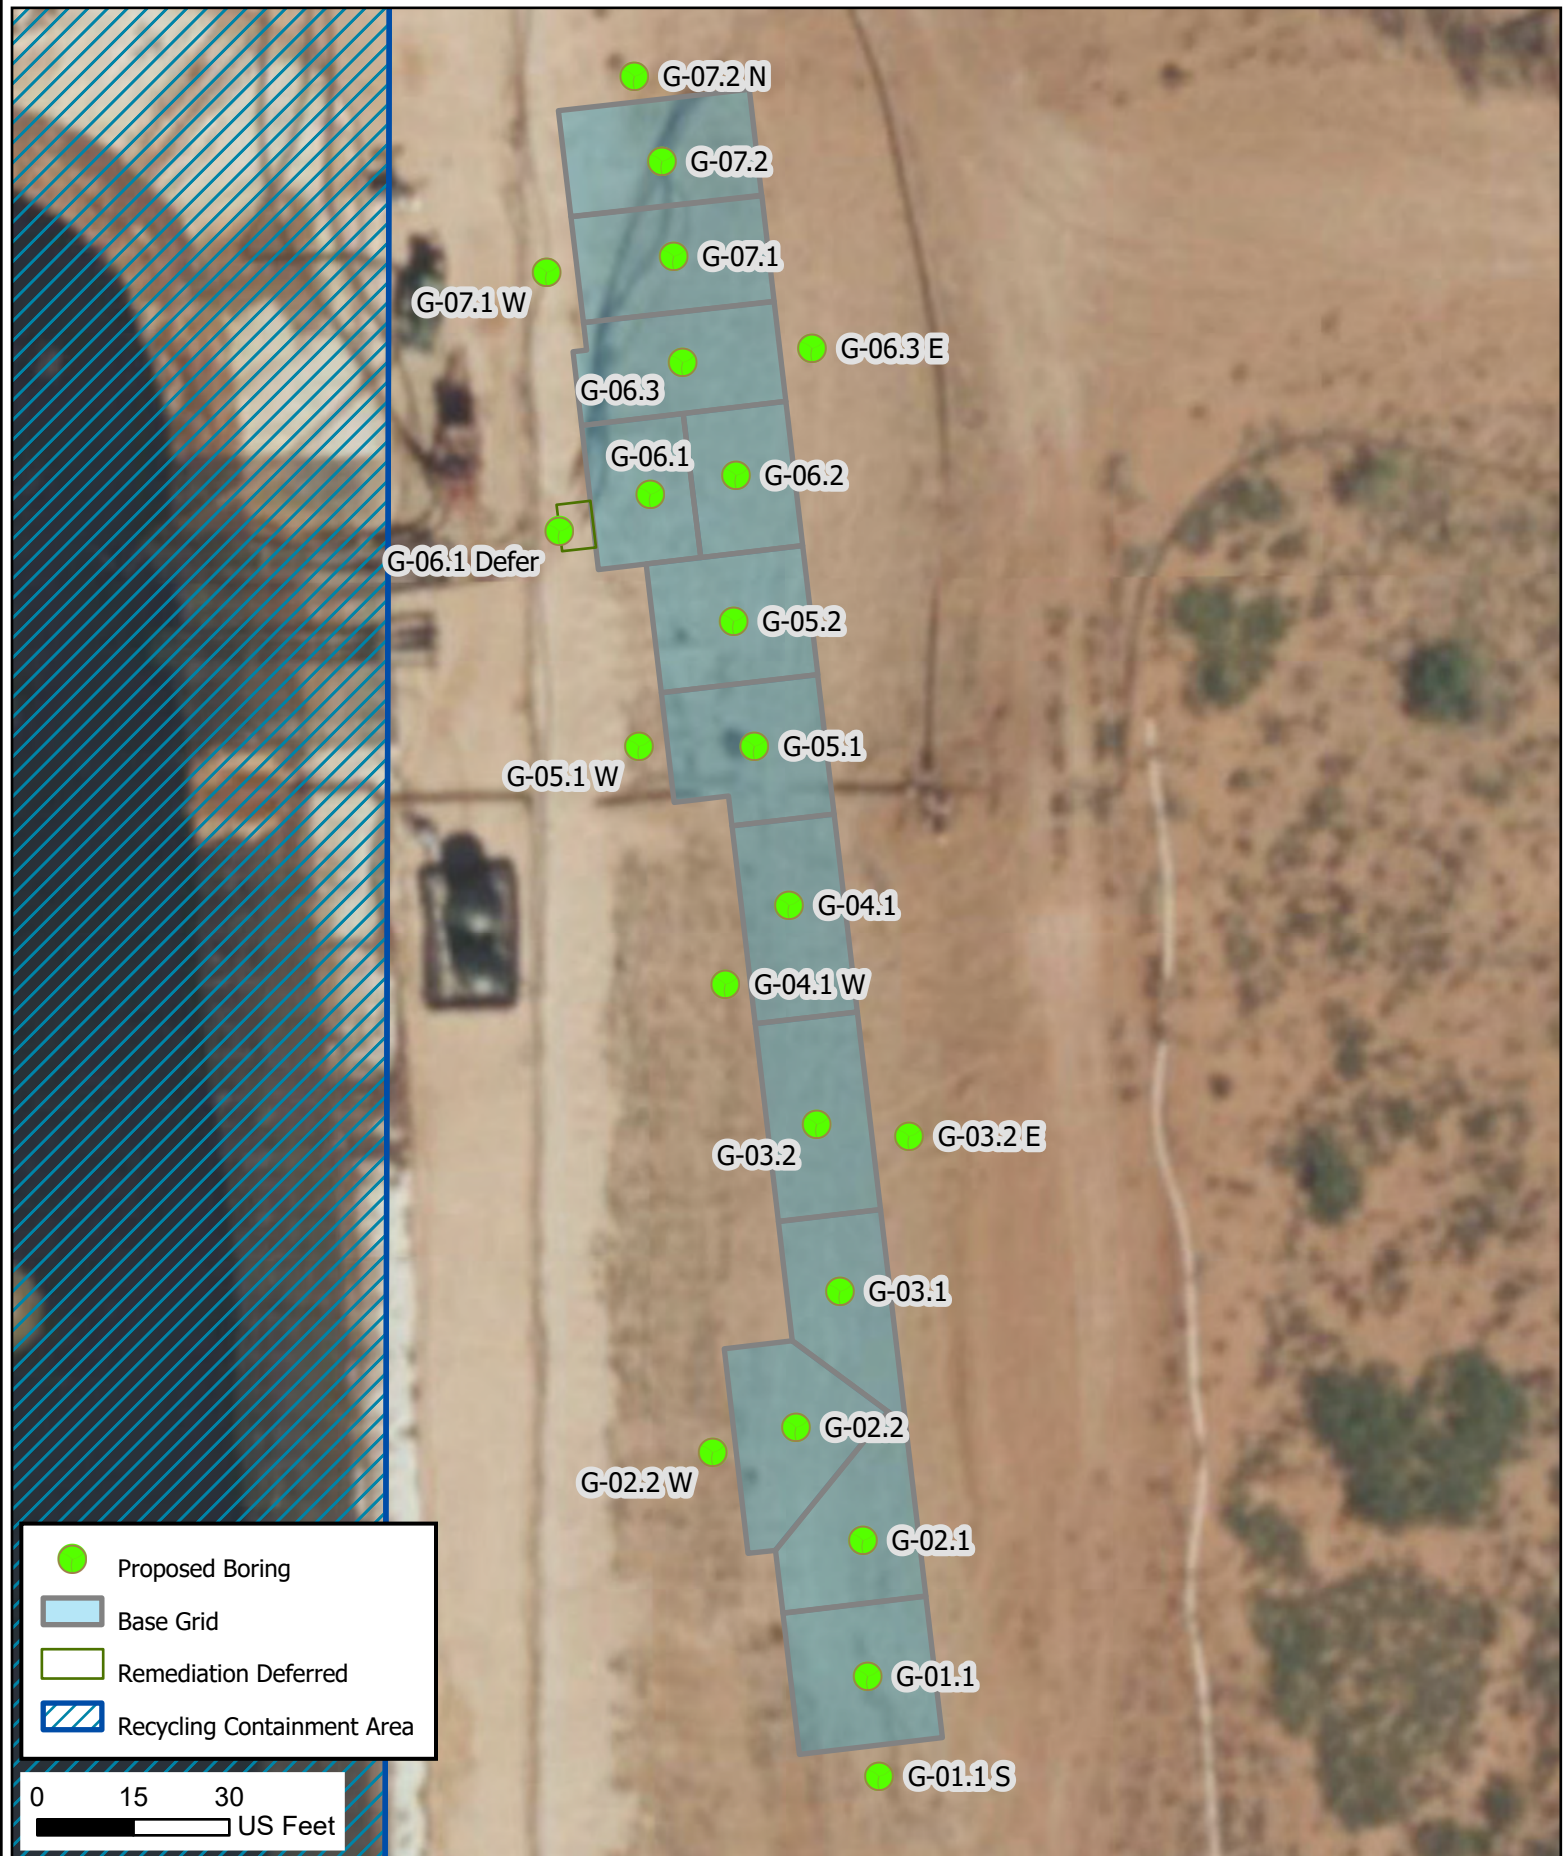 G-07.2 N
G-07.2
G-07.1
G-07.1 W
G-06.3 E
G-06.3
G-06.1
G-06.2
G-06.1 Defer
G-05.2
G-05.1
G-05.1 W
G-04.1
G-04.1 W
G-03.2 E
G-03.2
G-03.1
G-02.2
G-02.2 W
G-02.1
G-01.1
G-01.1 S
Proposed Boring
Base Grid
Remediation Deferred
Recycling Containment Area
0 15 30
US Feet